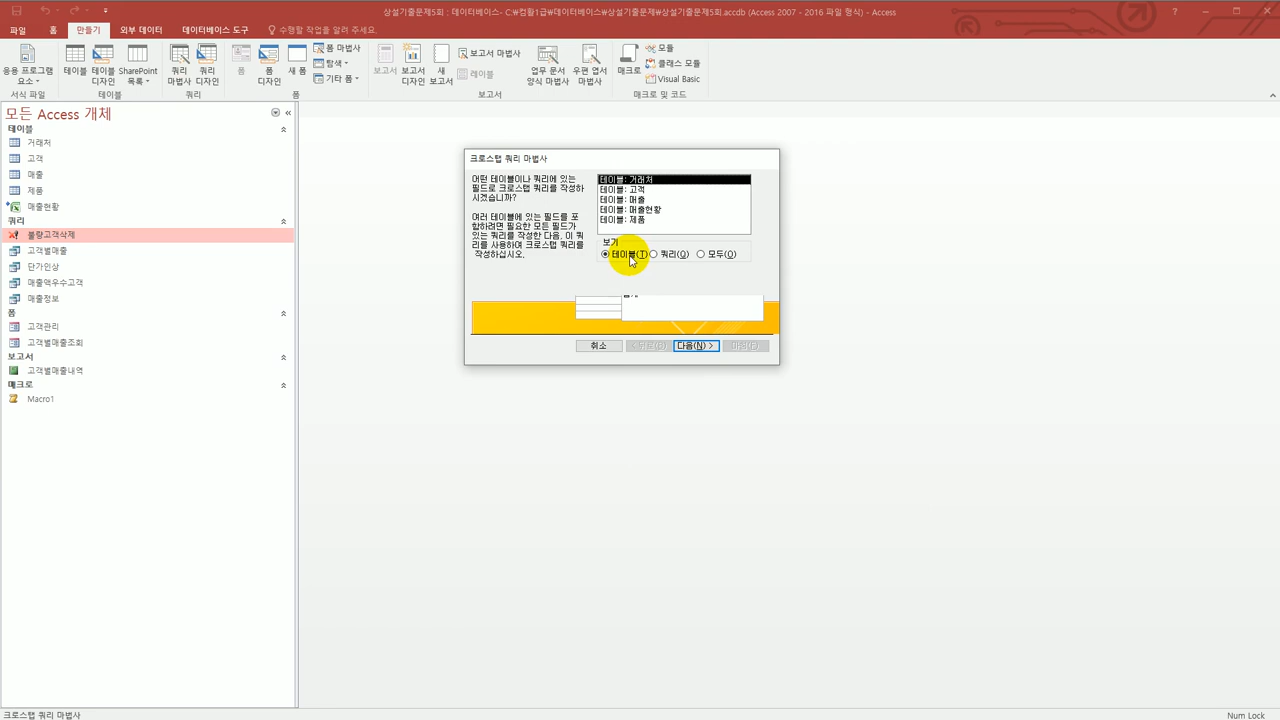 상설기출문제5회 : 데이터베이스- C:₩컴활1급₩데이터베이스₩상설기출문제₩상설기출문제5회.accdb (Access 2007 - 2016 파일 형식) - Access
?
파일
홈
만들기
외부 데이터
데이터베이스 도구
수행할 작업을 알려 주세요.
응용 프로그램 요소
테이블
테이블 디자인
SharePoint 목록
쿼리 마법사
쿼리 디자인
폼
폼 디자인
새 폼
폼 마법사
탐색
기타 폼
보고서
보고서 디자인
새 보고서
보고서 마법사
레이블
업무 문서 양식 마법사
우편 엽서 마법사
매크로
모듈
클래스 모듈
Visual Basic
서식 파일
테이블
쿼리
폼
보고서
매크로 및 코드
모든 Access 개체
테이블
거래처
고객
매출
제품
매출현황
쿼리
불량고객삭제
고객별매출
단가인상
매출액우수고객
매출정보
폼
고객관리
고객별매출조회
보고서
고객별매출내역
매크로
Macro1
크로스탭 쿼리 마법사
어떤 테이블이나 쿼리에 있는
필드로 크로스탭 쿼리를 작성하
시겠습니까?
여러 테이블에 있는 필드를 포
함하려면 필요한 모든 필드가
있는 쿼리를 작성한 다음, 이 쿼
리를 사용하여 크로스탭 쿼리를
작성하십시오.
테이블: 거래처
테이블: 고객
테이블: 매출
테이블: 매출현황
테이블: 제품
보기
테이블(T)
쿼리(Q)
모두(O)
취소
< 뒤로(B)
다음(N) >
마침(F)
크로스탭 쿼리 마법사
Num Lock